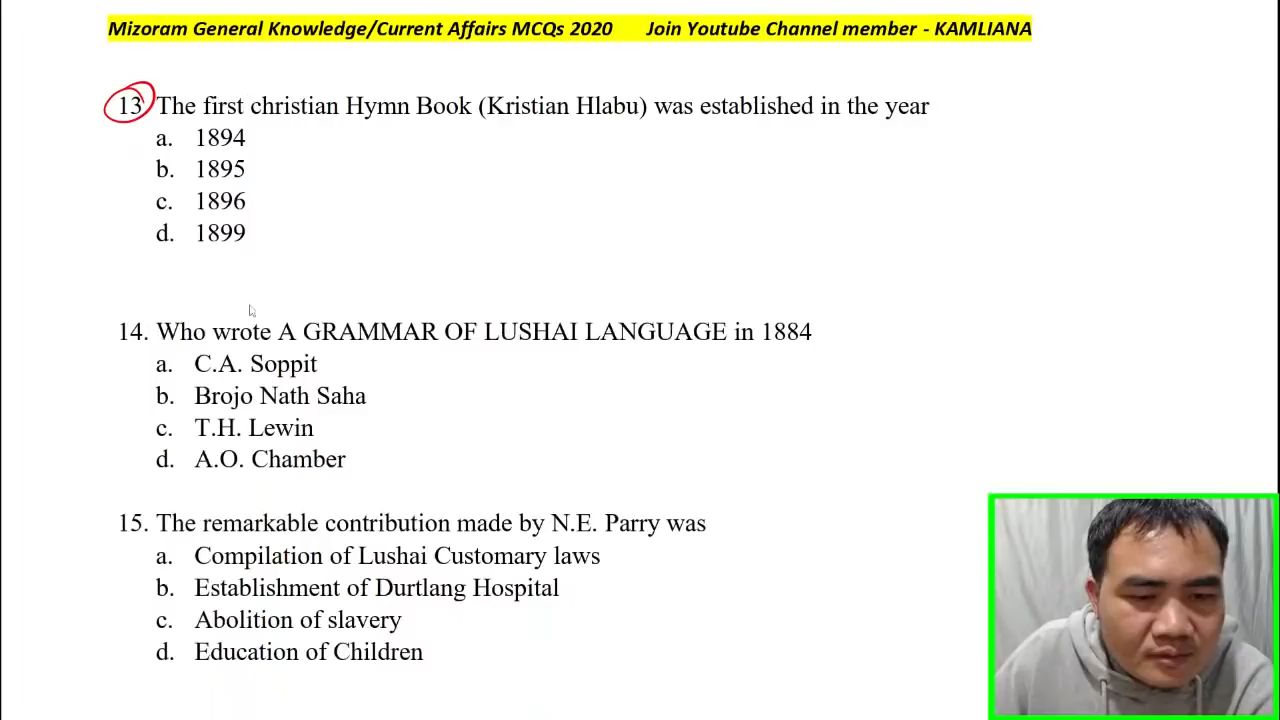 Mizoram General Knowledge/Current Affairs MCQs 2020 Join Youtube Channel member - KAMLIANA
13 The first christian Hymn Book (Kristian Hlabu) was established in the year
a. 1894
b. 1895
c. 1896
d. 1899
14. Who wrote A GRAMMAR OF LUSHAI LANGUAGE in 1884
a. C.A. Soppit
b. Brojo Nath Saha
c. T.H. Lewin
d. A.O. Chamber
15. The remarkable contribution made by N.E. Parry was
a. Compilation of Lushai Customary laws
b. Establishment of Durtlang Hospital
c. Abolition of slavery
d. Education of Children